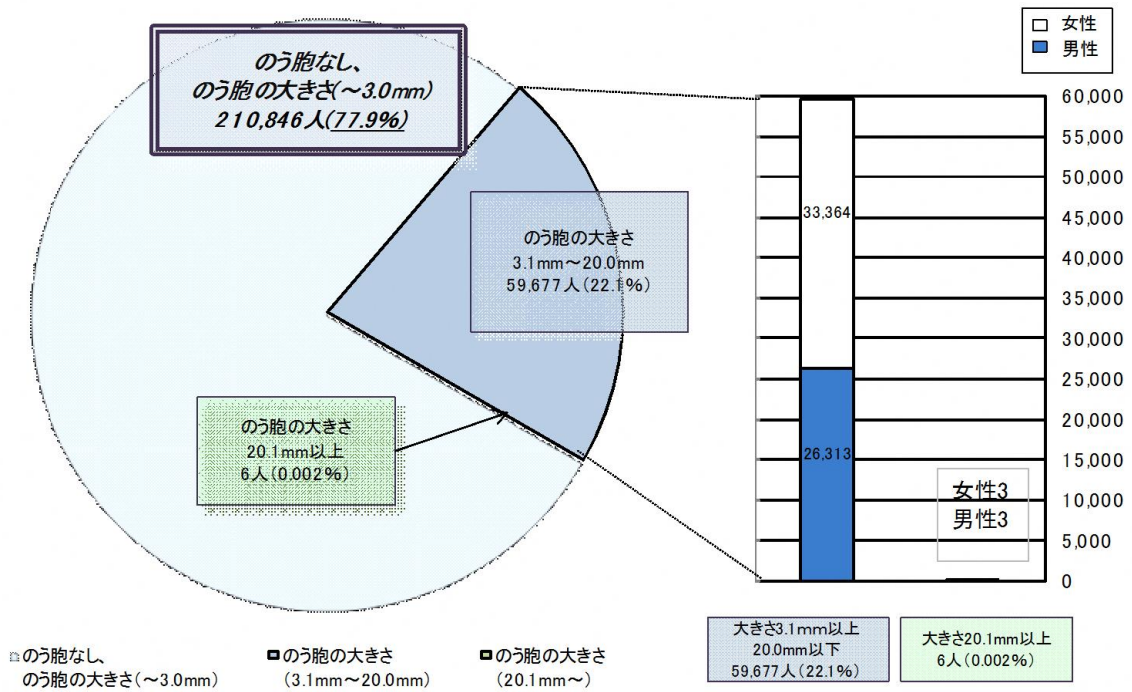 女性
男性
のう胞なし、
のう胞の大きさ(～3.0mm)
210,846人(77.9%)
のう胞の大きさ
3.1mm～20.0mm
59,677人(22.1%)
のう胞の大きさ
20.1mm以上
6人(0.002%)
60,000
55,000
50,000
45,000
40,000
35,000
30,000
25,000
20,000
15,000
10,000
5,000
0
33,364
26,313
女性3
男性3
大きさ3.1mm以上
20.0mm以下
59,677人(22.1%)
大きさ20.1mm以上
6人(0.002%)
のう胞なし、
のう胞の大きさ(～3.0mm)
のう胞の大きさ
(3.1mm～20.0mm)
のう胞の大きさ
(20.1mm～)